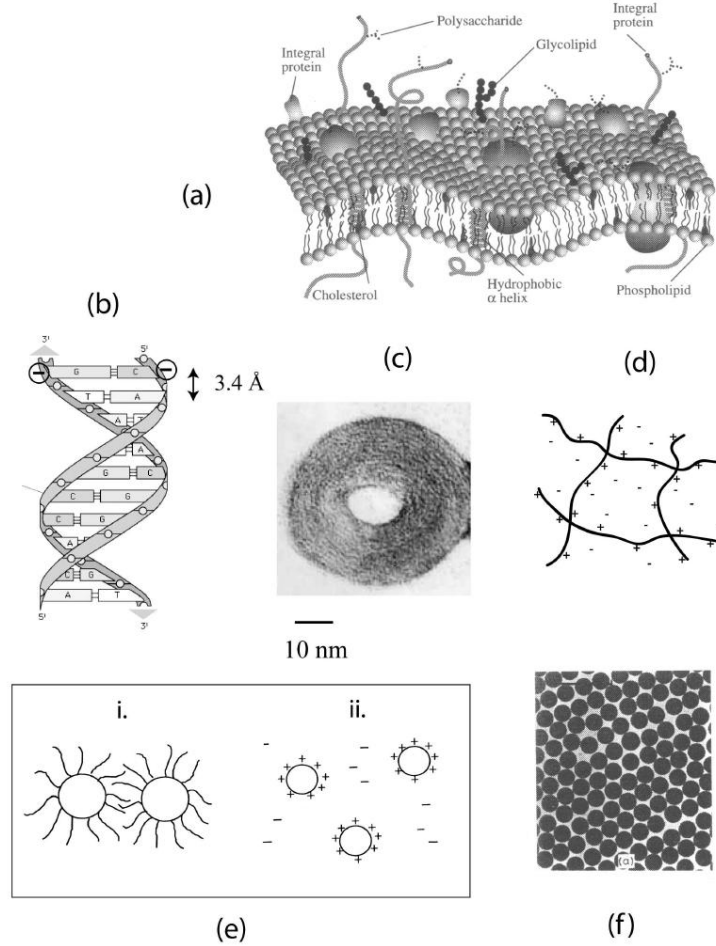 Polysaccharide
Integral
protein
Glycolipid
Integral
protein
(a)
Cholesterol
Hydrophobic
α helix
Phospholipid
(b)
3'
5'
G C
T A
A T
A
G C
C G
C G
A
C G
A T
5'
3'
3.4 Å
(c)
10 nm
(d)
i.
ii.
(e)
(a)
(f)